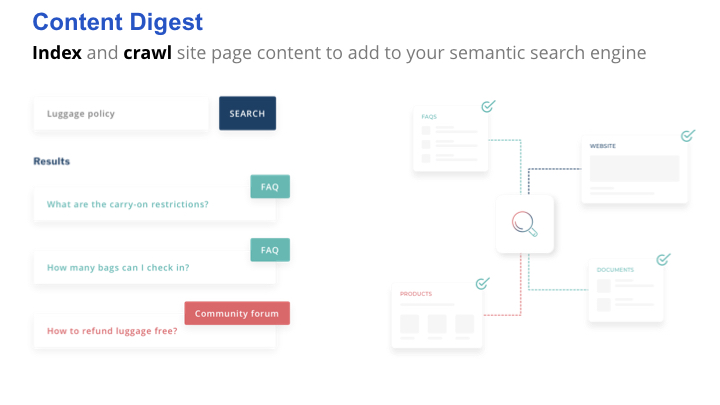 Content Digest
Index and crawl site page content to add to your semantic search engine
Luggage policy
SEARCH
Results
FAQ
What are the carry-on restrictions?
FAQ
How many bags can I check in?
Community forum
How to refund luggage free?
FAQS
WEBSITE
PRODUCTS
DOCUMENTS